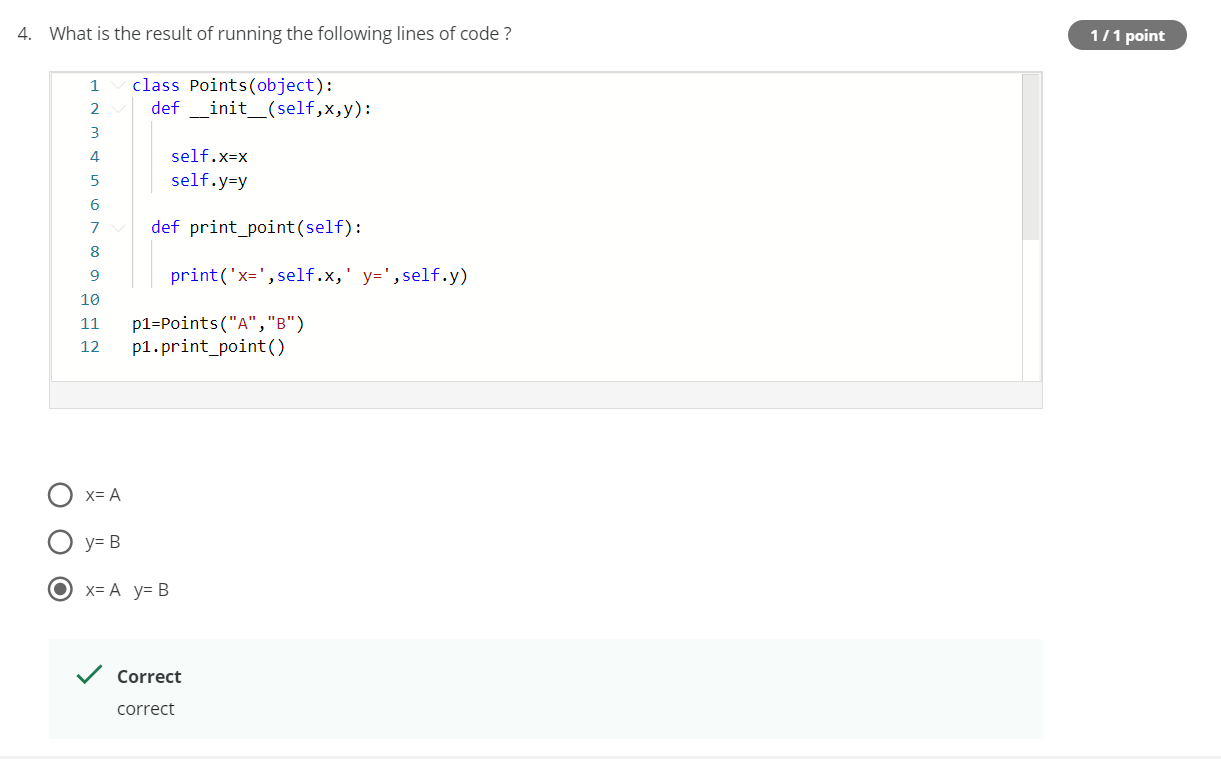 4. What is the result of running the following lines of code ?
1 / 1 point
1 class Points(object):
2 def __init__(self,x,y):
3
4 self.x=x
5 self.y=y
6
7 def print_point(self):
8
9 print('x=',self.x,' y=',self.y)
10
11 p1=Points("A","B")
12 p1.print_point()
x= A
y= B
x= A y= B
Correct
correct